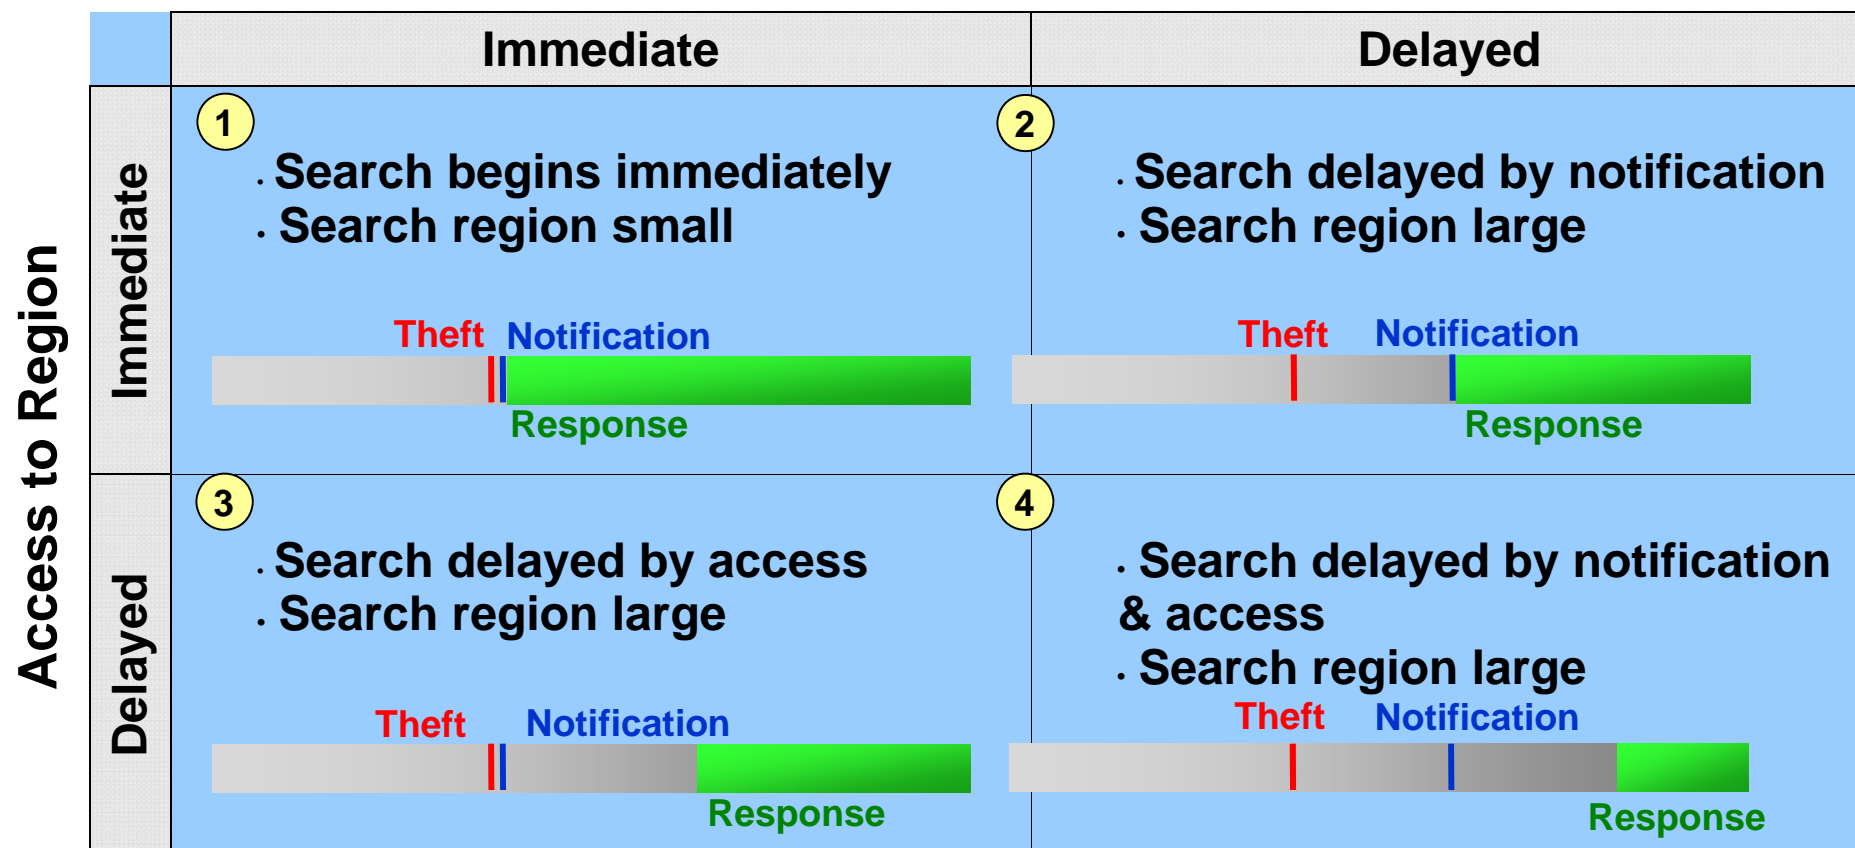 Immediate
Delayed
Access to Region
Immediate
1
. Search begins immediately
. Search region small
Theft Notification
Response
2
. Search delayed by notification
. Search region large
Theft Notification
Response
Delayed
3
. Search delayed by access
. Search region large
Theft Notification
Response
4
. Search delayed by notification
& access
. Search region large
Theft Notification
Response